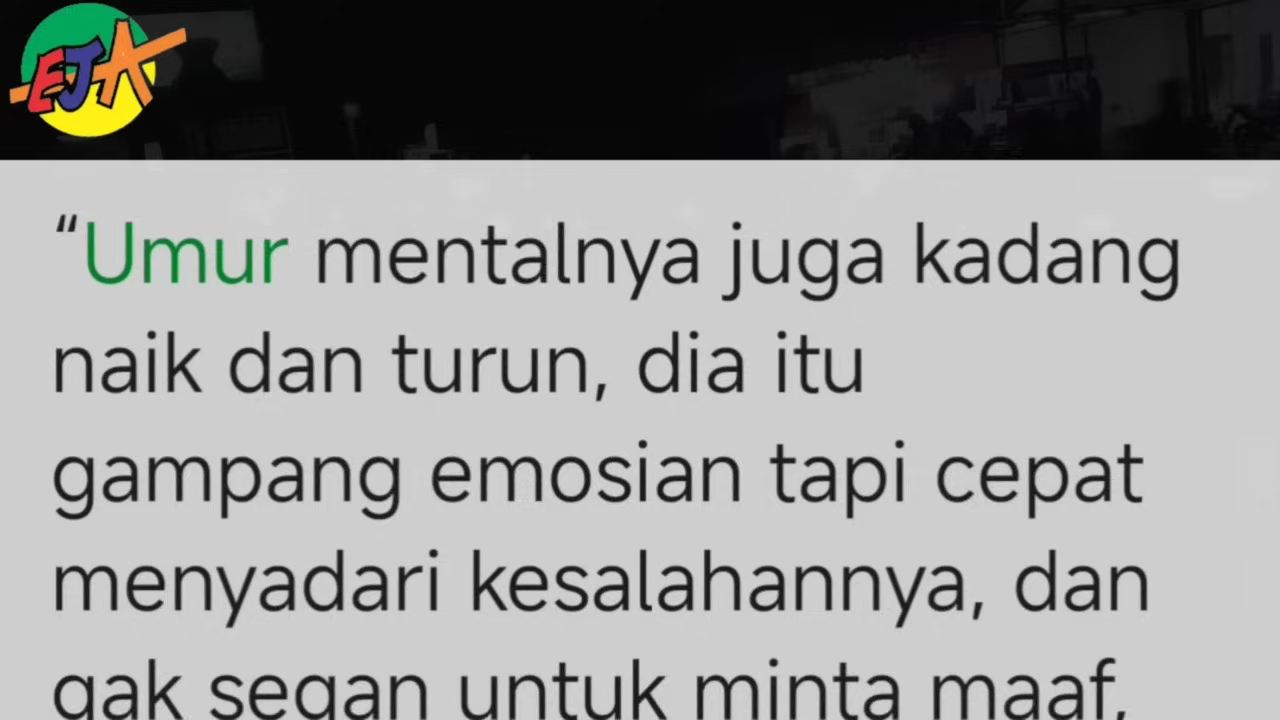 EJA
“Umur mentalnya juga kadang
naik dan turun, dia itu
gampang emosian tapi cepat
menyadari kesalahannya, dan
gak segan untuk minta maaf,